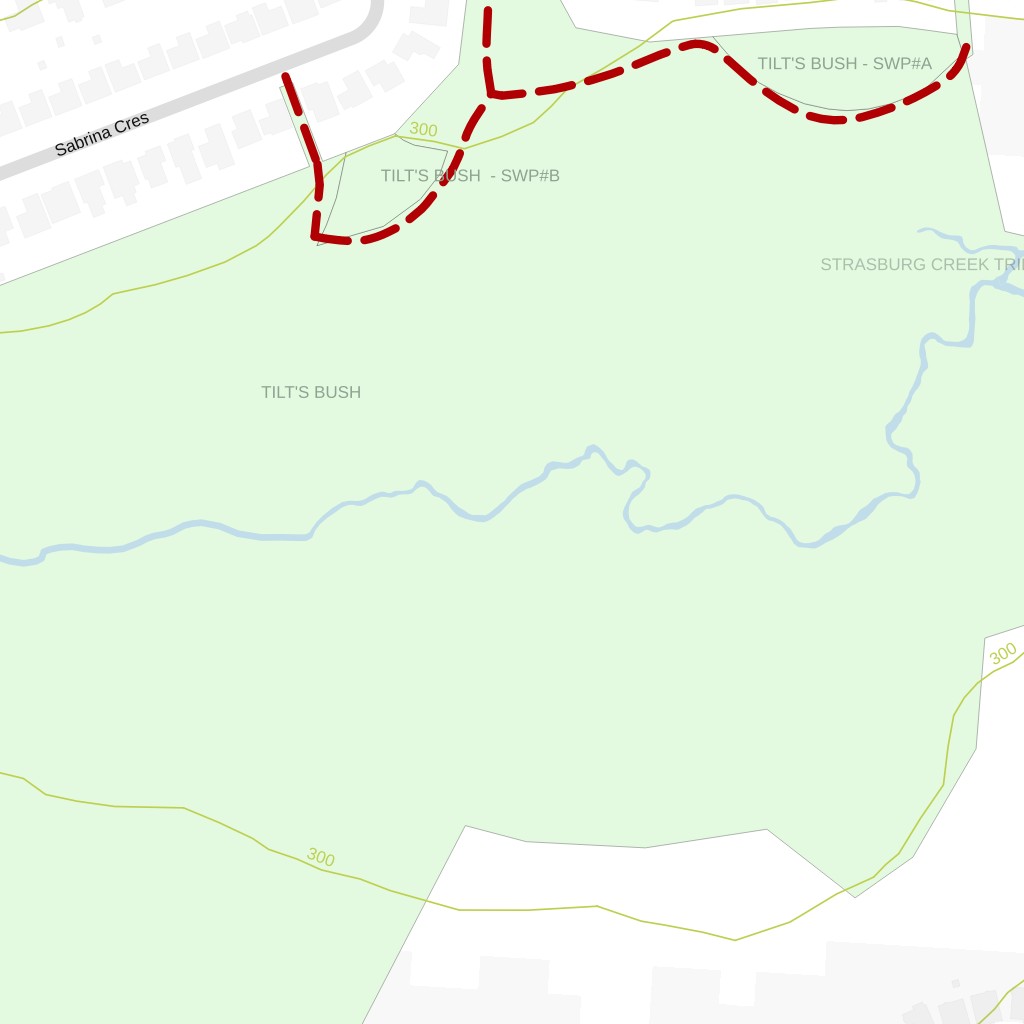 TILT'S BUSH - SWP#A
Sabrina Cres
300
TILT'S BUSH - SWP#B
STRASBURG CREEK TRI
TILT'S BUSH
300
300